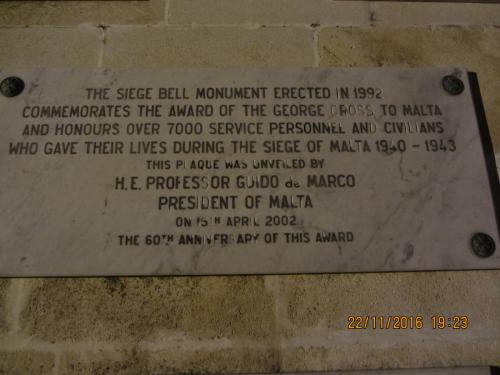 THE SIEGE BELL MONUMENT ERECTED IN 1992
COMMEMORATES THE AWARD OF THE GEORGE CROSS TO MALTA
AND HONOURS OVER 7000 SERVICE PERSONNEL AND CIVILIANS
WHO GAVE THEIR LIVES DURING THE SIEGE OF MALTA 1940 - 1943
THIS PLAQUE WAS UNVEILED BY
H.E. PROFESSOR GUIDO de MARCO
PRESIDENT OF MALTA
ON 15TH APRIL 2002
THE 60TH ANNIVERSARY OF THIS AWARD
22/11/2016 19:23